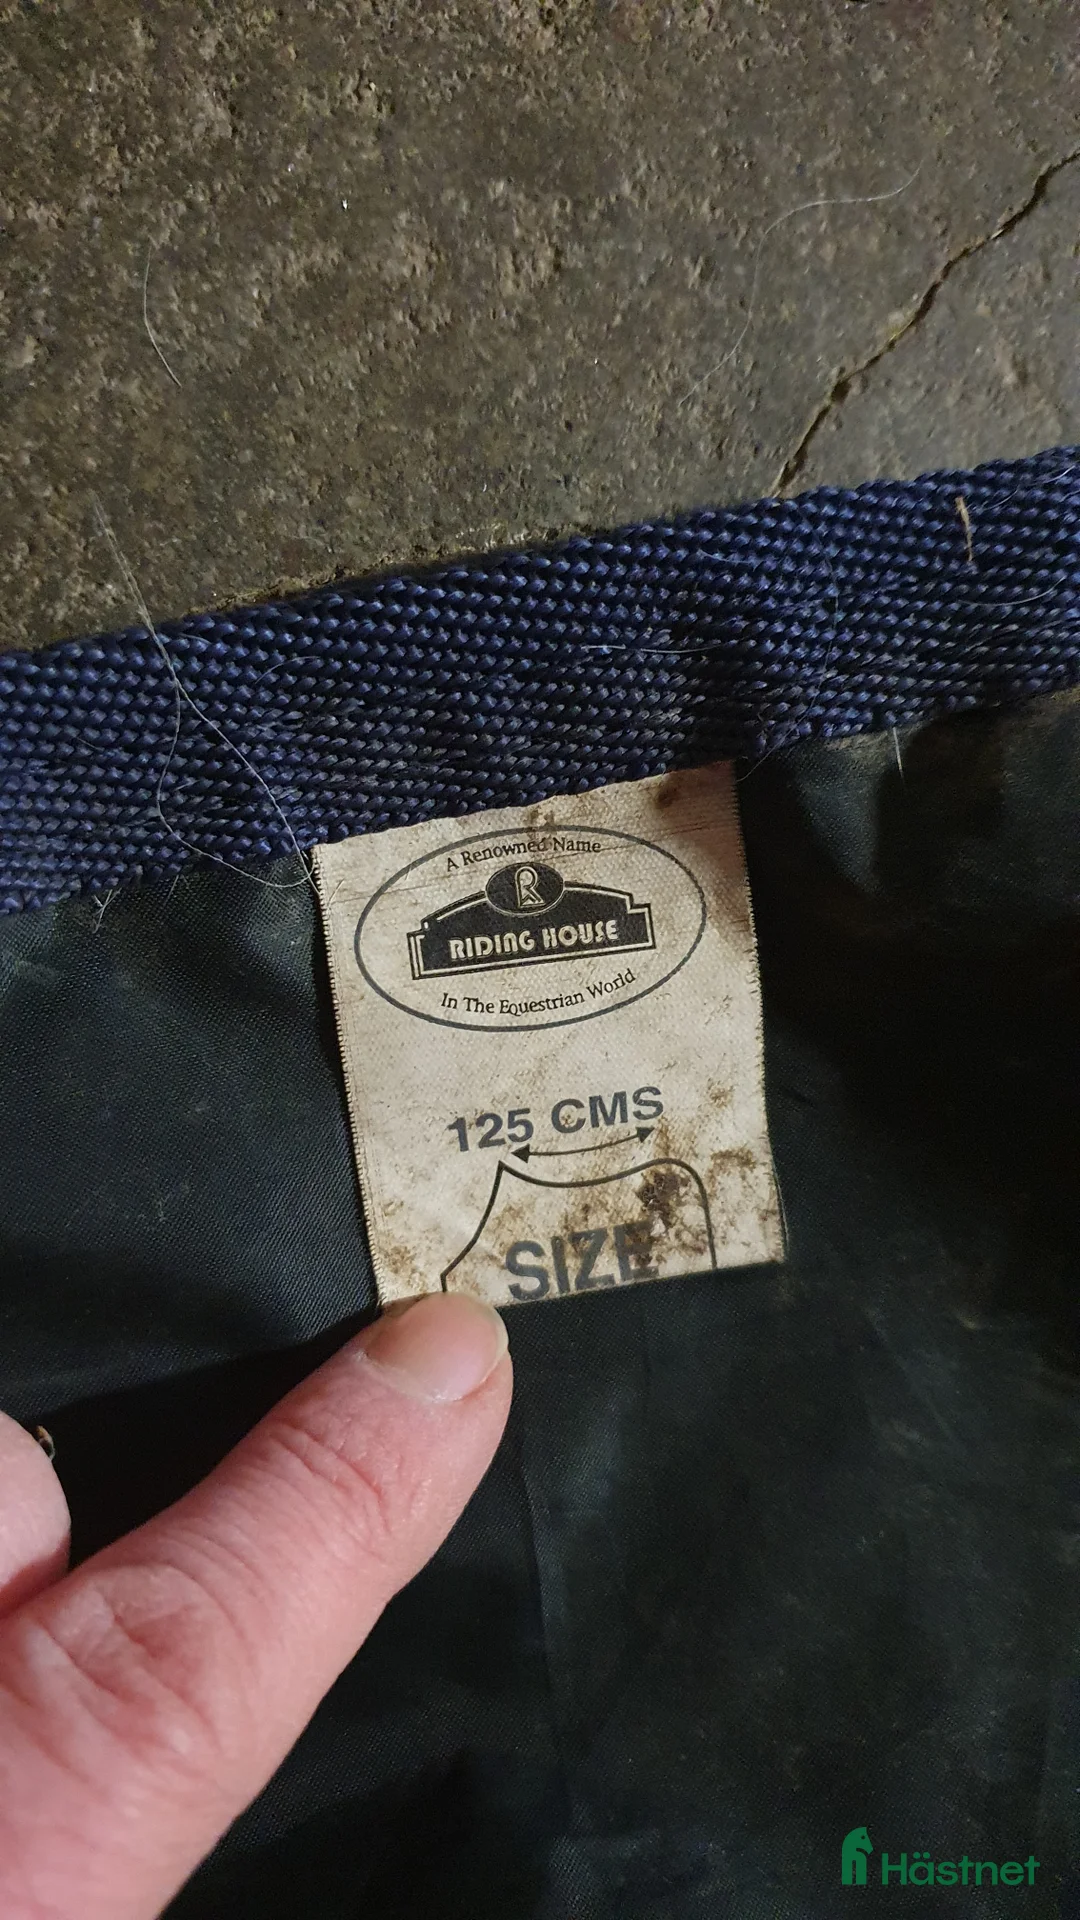 A Renowned Name
R
RIDING HOUSE
In The Equestrian World
125 CMS
SIZE
Hästnet